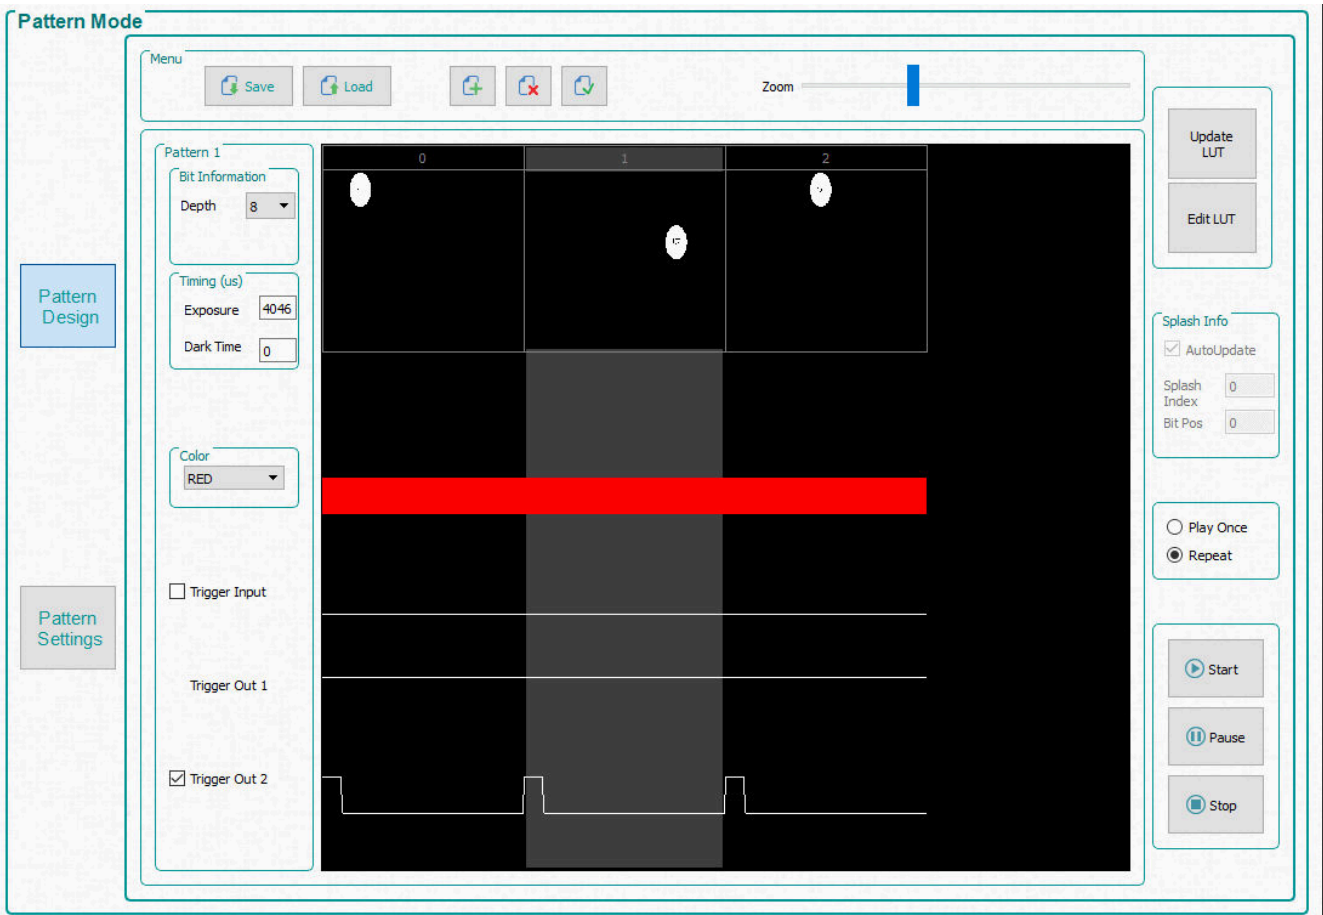 Pattern Mode
Menu
Save
Load
Zoom
Update
LUT
Edit LUT
Pattern 1
Bit Information
Depth 8
0 1 2
Timing (us)
Exposure 4046
Dark Time 0
Pattern
Design
Splash Info
AutoUpdate
Splash
Index
0
Bit Pos 0
Color
RED
Play Once
Repeat
Trigger Input
Pattern
Settings
Trigger Out 1
Start
Pause
Trigger Out 2
Stop